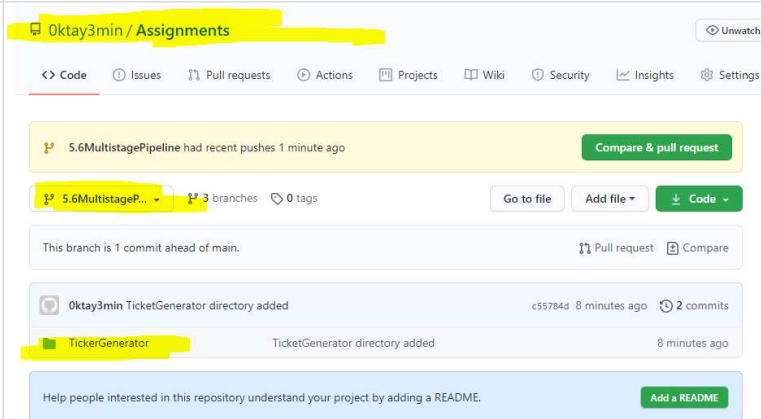 0ktay3min / Assignments
Unwatch
Code Issues Pull requests Actions Projects Wiki Security Insights Settings
5.6MultistagePipeline had recent pushes 1 minute ago Compare & pull request
5.6MultistageP... 3 branches 0 tags Go to file Add file Code
This branch is 1 commit ahead of main. Pull request Compare
0ktay3min TicketGenerator directory added c55784d 8 minutes ago 2 commits
TickerGenerator TicketGenerator directory added 8 minutes ago
Help people interested in this repository understand your project by adding a README. Add a README